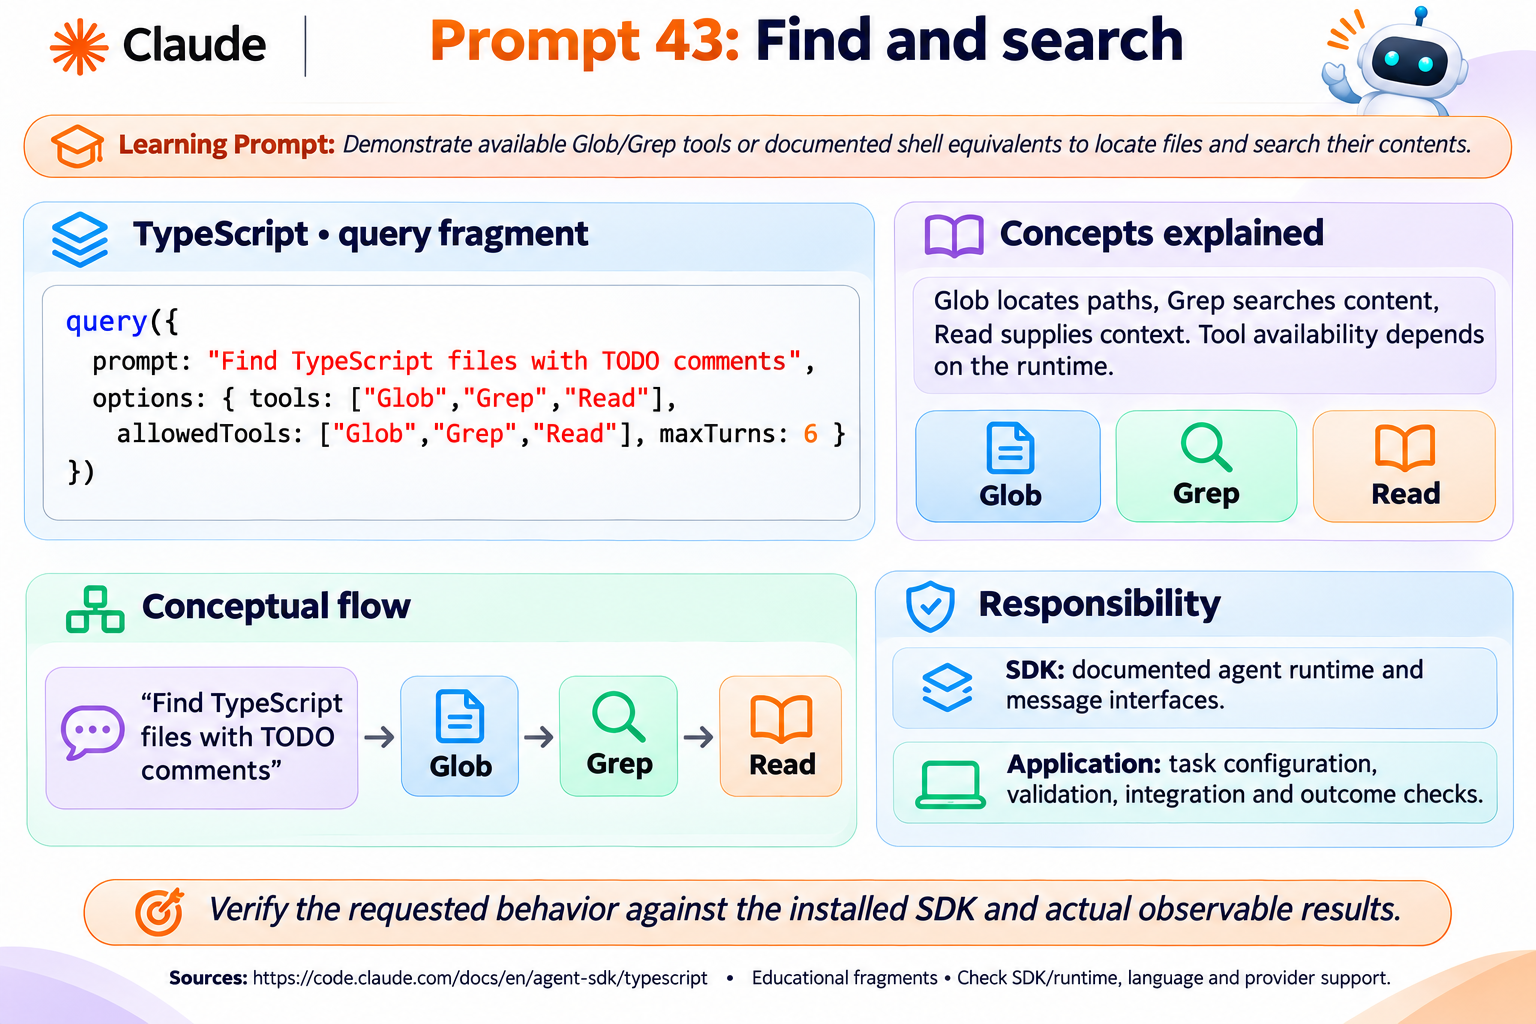 Claude
Prompt 43: Find and search
Learning Prompt: Demonstrate available Glob/Grep tools or documented shell equivalents to locate files and search their contents.
TypeScript • query fragment
query({
  prompt: "Find TypeScript files with TODO comments",
  options: { tools: ["Glob","Grep","Read"],
    allowedTools: ["Glob","Grep","Read"], maxTurns: 6 }
})
Concepts explained
Glob locates paths, Grep searches content,
Read supplies context. Tool availability depends
on the runtime.
Glob
Grep
Read
Conceptual flow
“Find TypeScript
files with TODO
comments”
Glob
Grep
Read
Responsibility
SDK: documented agent runtime and
message interfaces.
Application: task configuration,
validation, integration and outcome checks.
Verify the requested behavior against the installed SDK and actual observable results.
Sources: https://code.claude.com/docs/en/agent-sdk/typescript • Educational fragments • Check SDK/runtime, language and provider support.